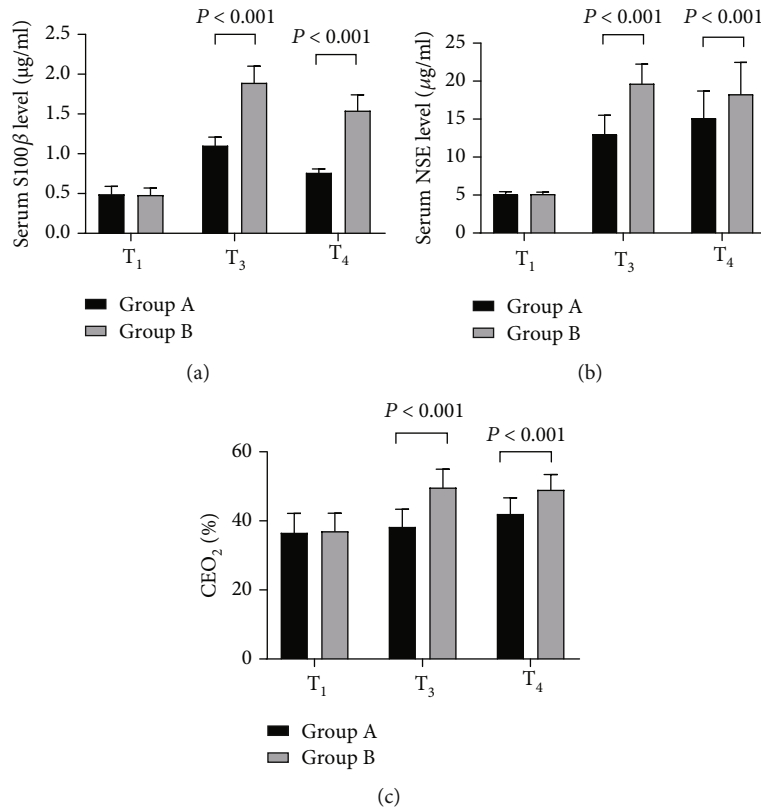 P < 0.001
P < 0.001
Serum S100β level (μg/ml)
2.5
2.0
1.5
1.0
0.5
0.0
T₁
T₃
T₄
Group A
Group B
(a)
P < 0.001
P < 0.001
Serum NSE level (μg/ml)
25
20
15
10
5
0
T₁
T₃
T₄
Group A
Group B
(b)
P < 0.001
P < 0.001
CEO₂ (%)
60
40
20
0
T₁
T₃
T₄
Group A
Group B
(c)